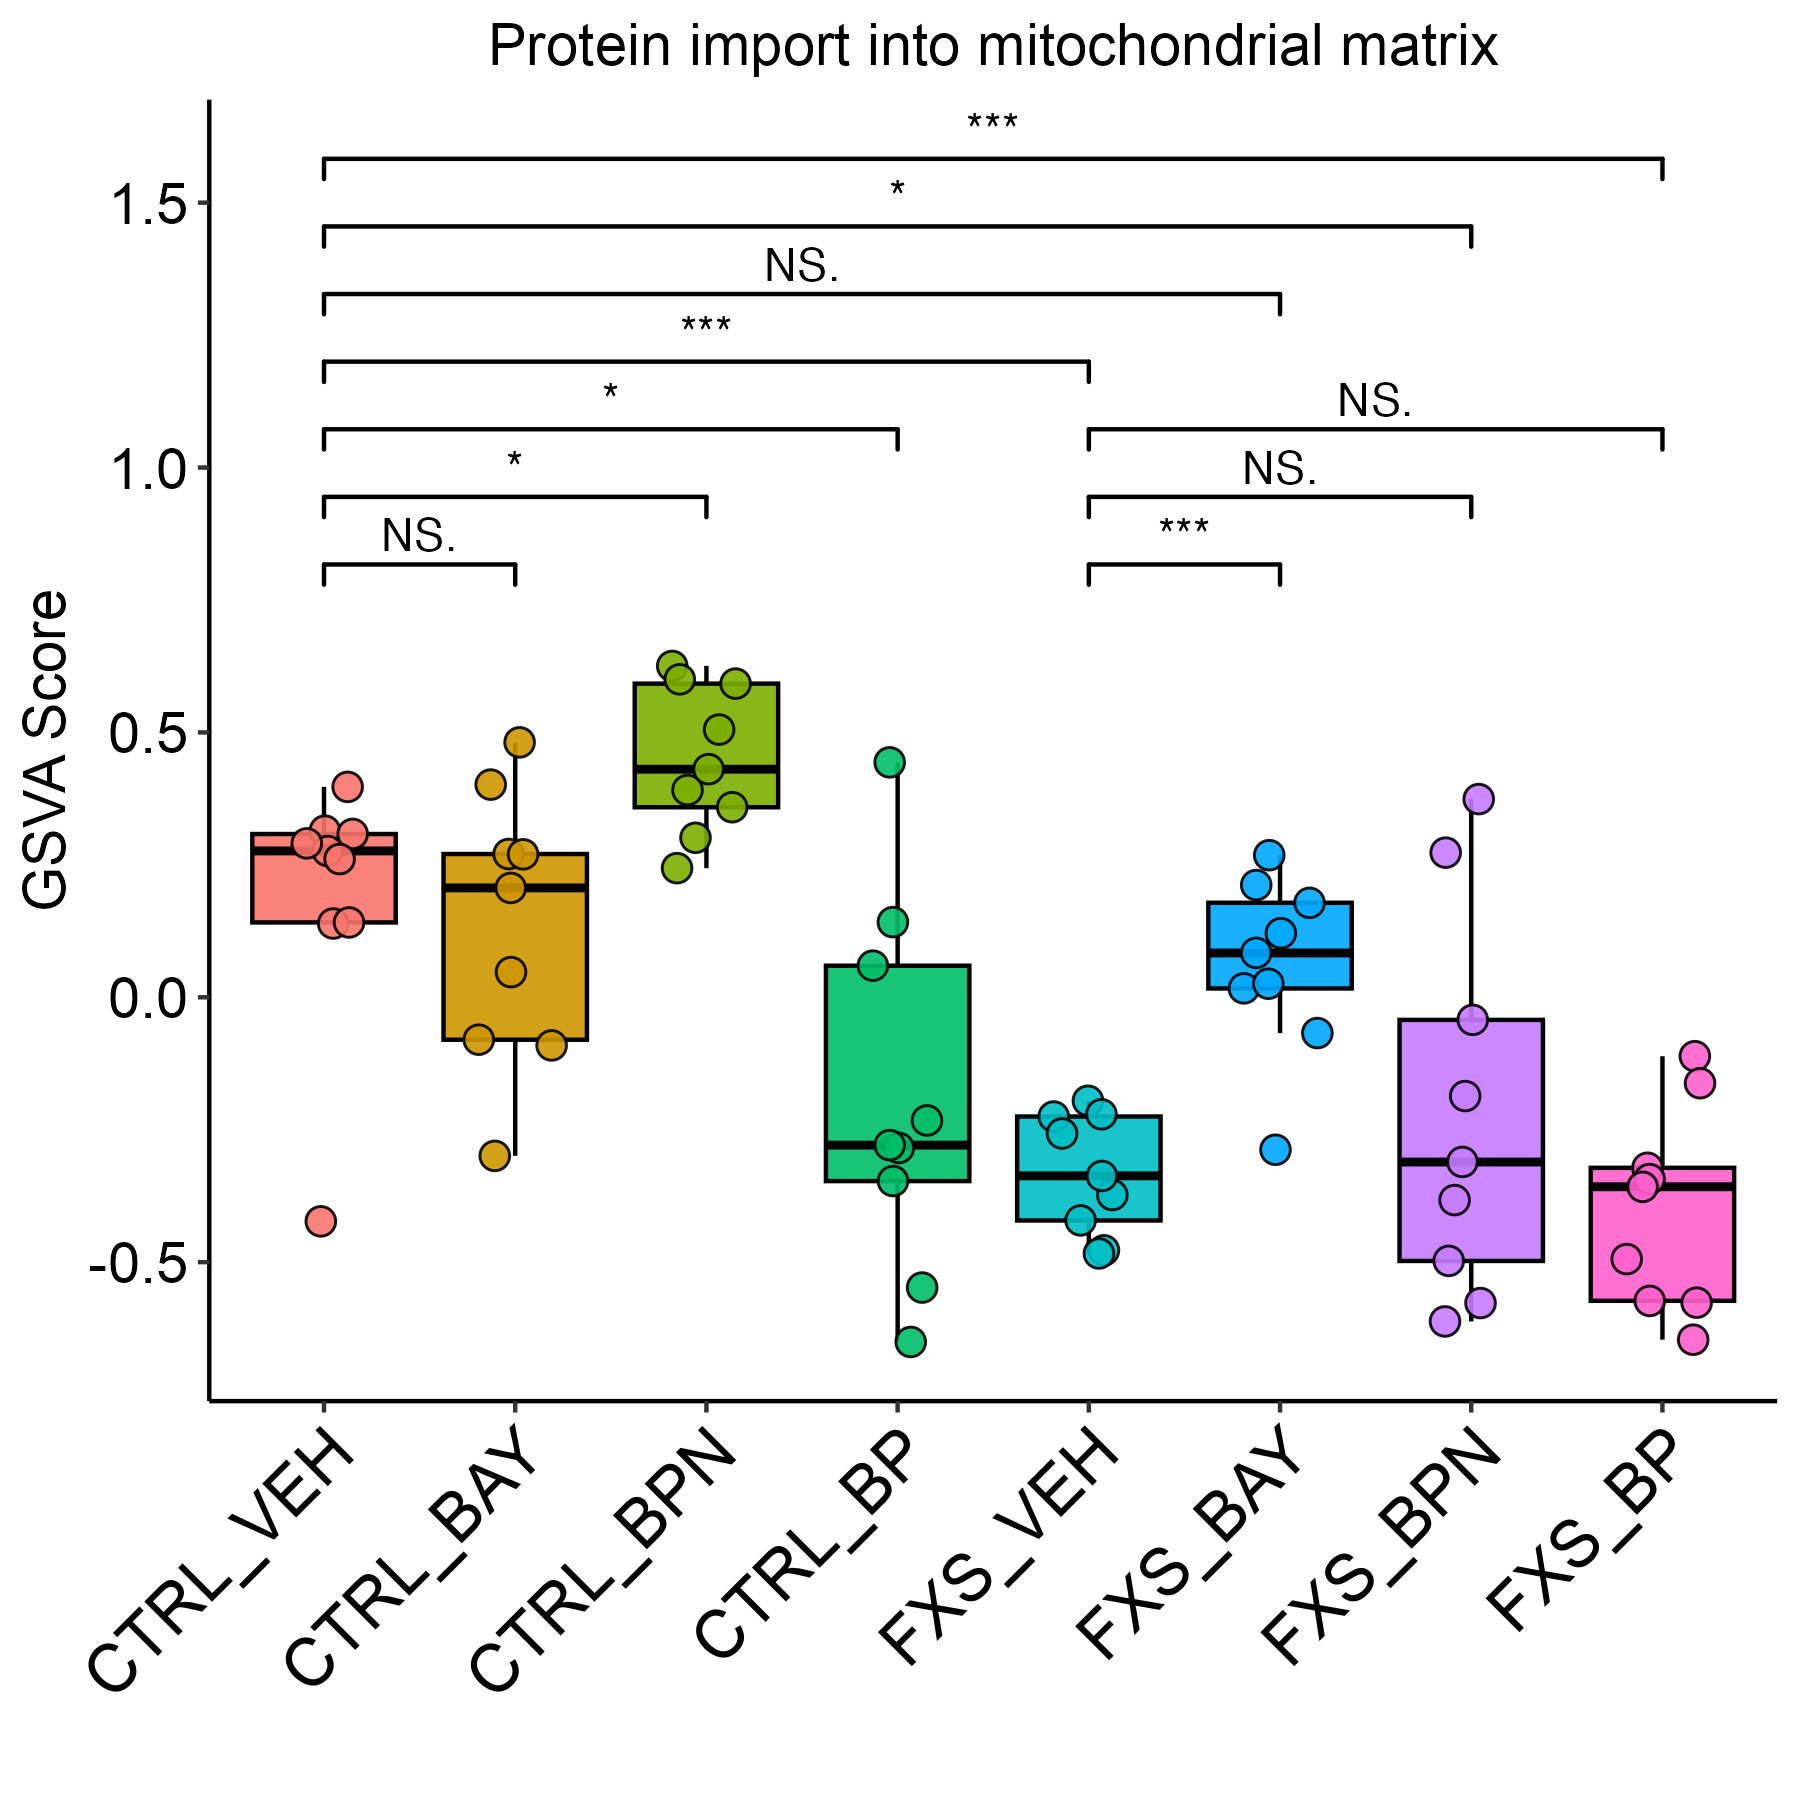 Protein import into mitochondrial matrix
***
*
NS.
***
*
NS.
*
NS.
NS.
***
GSVA Score
1.5
1.0
0.5
0.0
-0.5
CTRL_VEH
CTRL_BAY
CTRL_BPN
CTRL_BP
FXS_VEH
FXS_BAY
FXS_BPN
FXS_BP